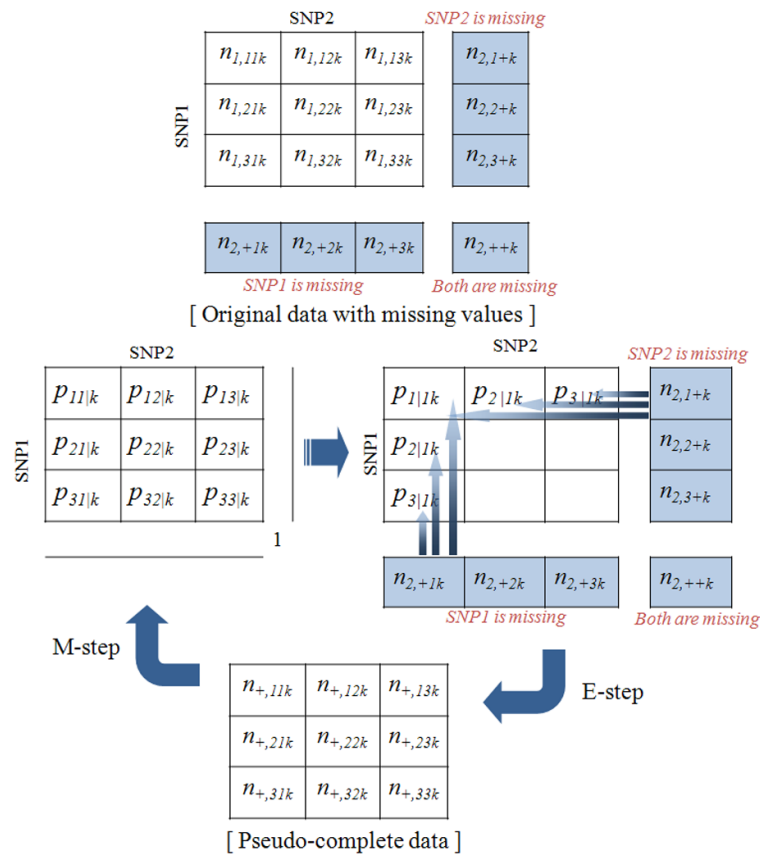 SNP2 SNP2 is missing
n1,11k n1,12k n1,13k n2,1+k
SNP1 n1,21k n1,22k n1,23k n2,2+k
n1,31k n1,32k n1,33k n2,3+k
n2,+1k n2,+2k n2,+3k n2,++k
SNP1 is missing Both are missing
[ Original data with missing values ]
SNP2 SNP2 SNP2 is missing
p11|k p12|k p13|k p1|1k p2|1k p3|1k n2,1+k
SNP1 p21|k p22|k p23|k SNP1 p2|1k n2,2+k
p31|k p32|k p33|k p3|1k n2,3+k
1
n2,+1k n2,+2k n2,+3k n2,++k
SNP1 is missing Both are missing
M-step E-step
n+,11k n+,12k n+,13k
n+,21k n+,22k n+,23k
n+,31k n+,32k n+,33k
[ Pseudo-complete data ]